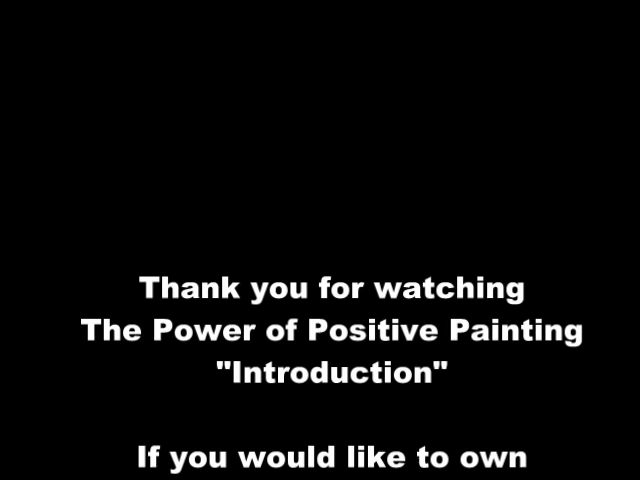 Thank you for watching
The Power of Positive Painting
"Introduction"
If you would like to own